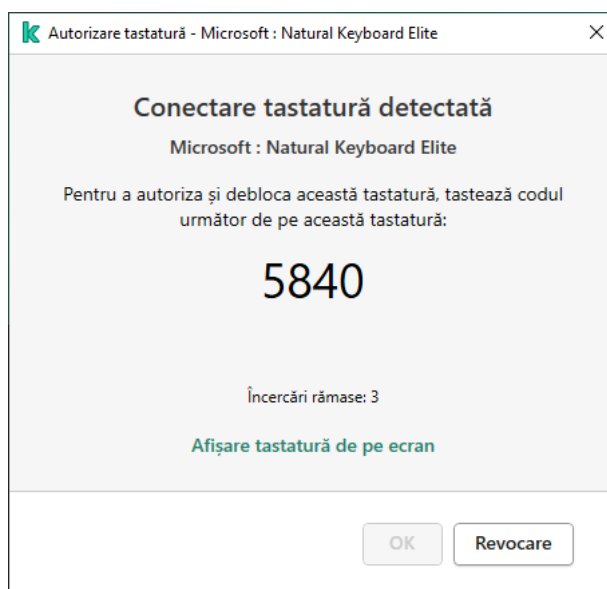 Autorizare tastatură - Microsoft : Natural Keyboard Elite
Conectare tastatură detectată
Microsoft : Natural Keyboard Elite
Pentru a autoriza și debloca această tastatură, tastează codul
următor de pe această tastatură:
5840
Încercări rămase: 3
Afișare tastatură de pe ecran
OK
Revocare